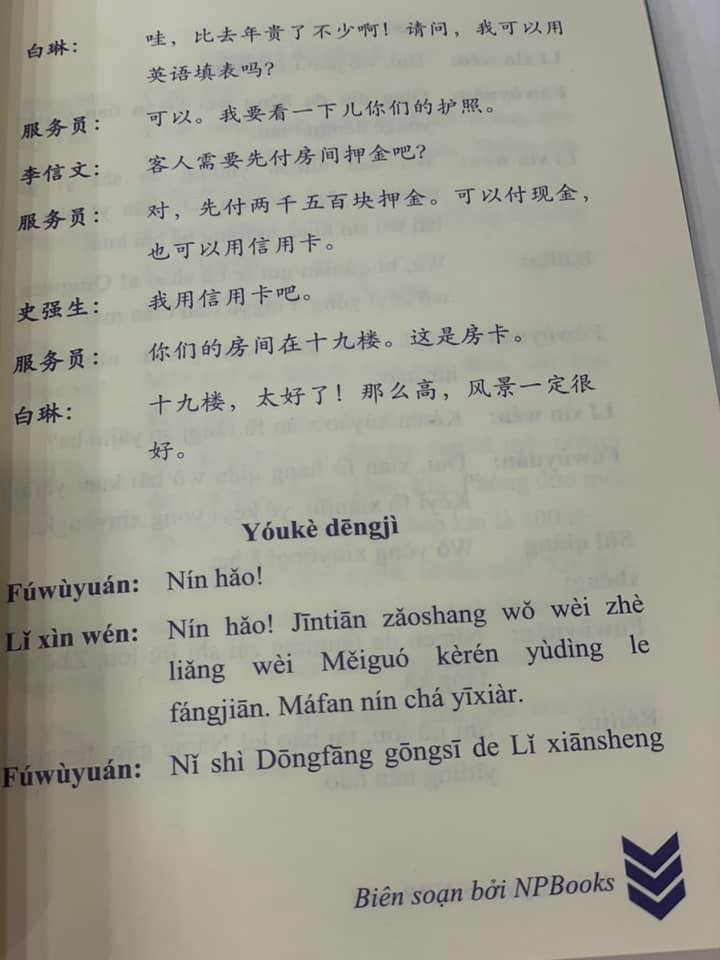 白琳： 哇，比去年贵了不少啊！请问，我可以用
英语填表吗？
服务员： 可以。我要看一下儿你们的护照。
李信文： 客人需要先付房间押金吧？
服务员： 对，先付两千五百块押金。可以付现金，
也可以用信用卡。
史强生： 我用信用卡吧。
服务员： 你们的房间在十九楼。这是房卡。
白琳： 十九楼，太好了！那么高，风景一定很
好。
Yóukè dēngjì
Fúwùyuán: Nín hǎo!
Lǐ xìn wén: Nín hǎo! Jīntiān zǎoshang wǒ wèi zhè
liǎng wèi Měiguó kèrén yùdìng le
fángjiān. Máfan nín chá yīxiàr.
Fúwùyuán: Nǐ shì Dōngfāng gōngsī de Lǐ xiānsheng
Biên soạn bởi NPBooks